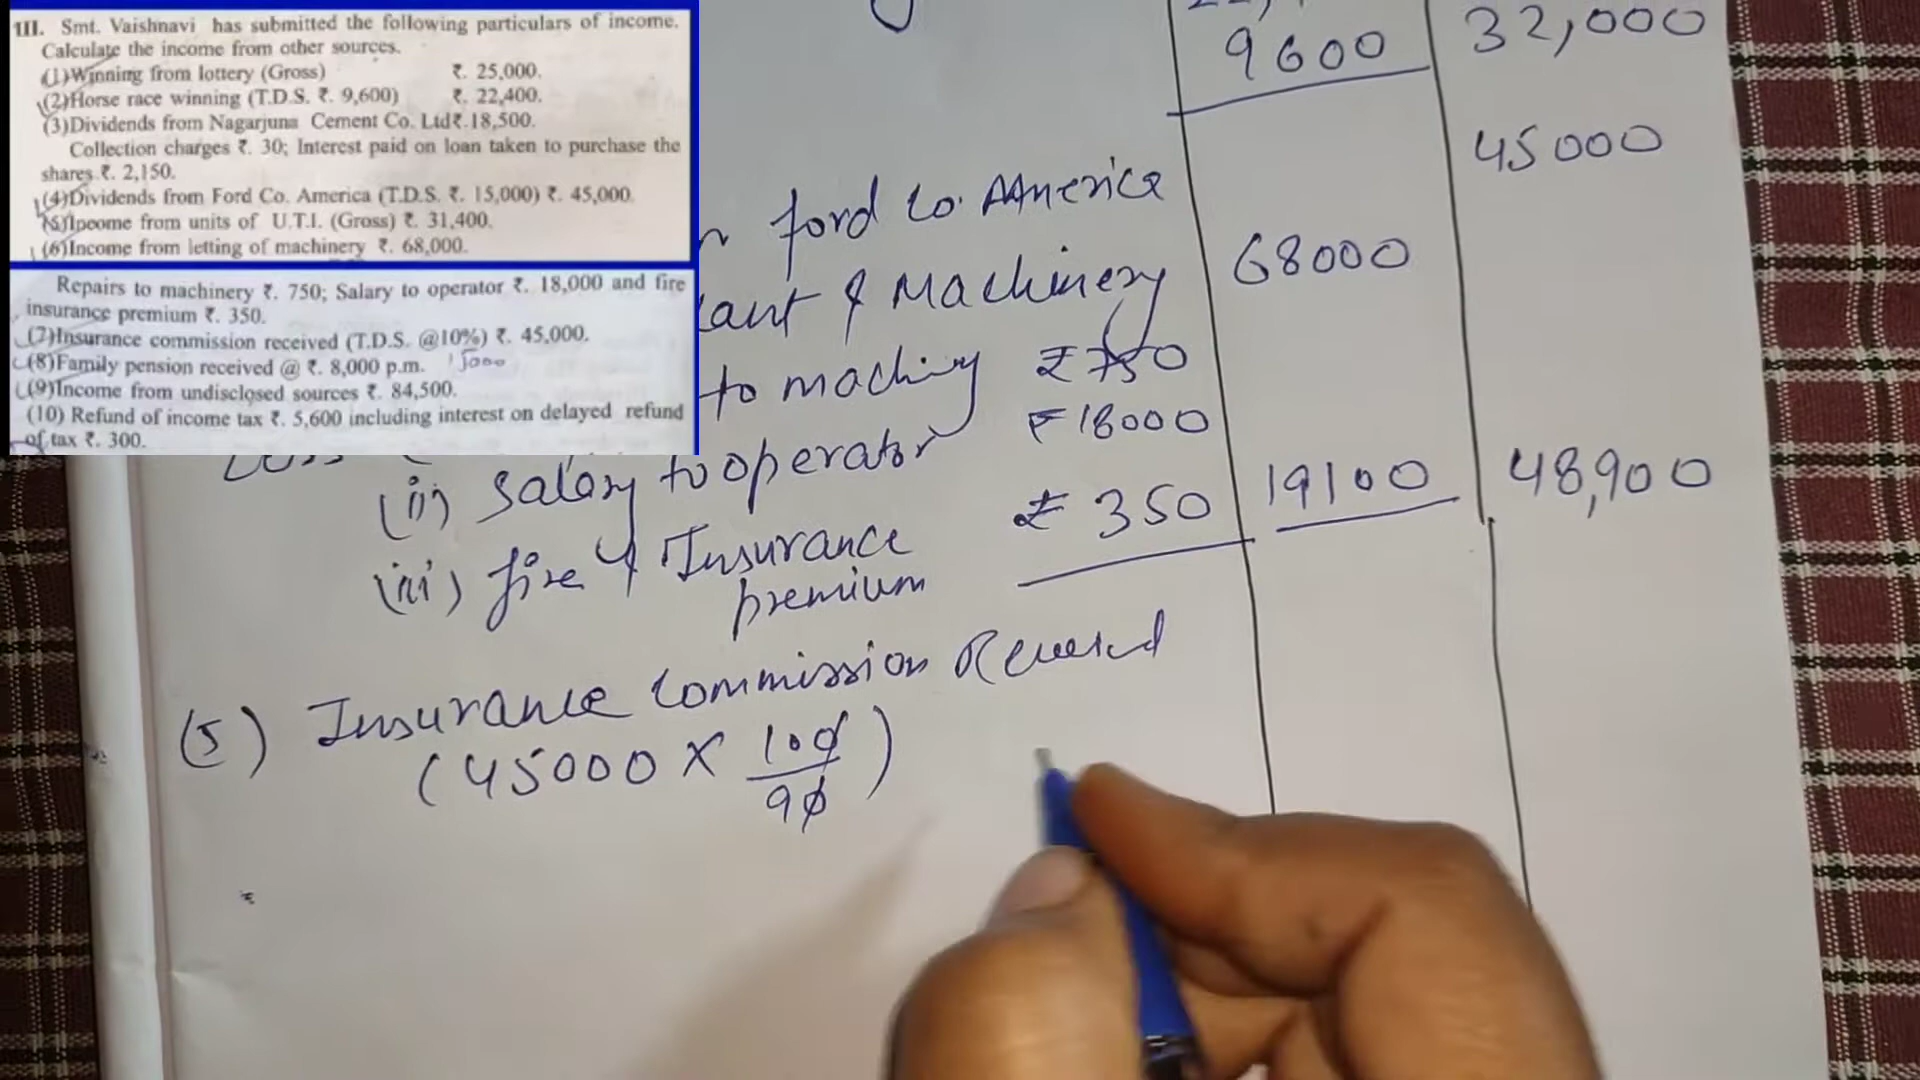 III. Smt. Vaishnavi has submitted the following particulars of income.
Calculate the income from other sources.
(1)Winning from lottery (Gross) ₹. 25,000.
(2)Horse race winning (T.D.S. ₹. 9,600) ₹. 22,400.
(3)Dividends from Nagarjuna Cement Co. Ltd₹.18,500.
Collection charges ₹. 30; Interest paid on loan taken to purchase the
shares ₹. 2,150.
(4)Dividends from Ford Co. America (T.D.S. ₹. 15,000) ₹. 45,000.
(5)Income from units of U.T.I. (Gross) ₹. 31,400.
(6)Income from letting of machinery ₹. 68,000.
Repairs to machinery ₹. 750; Salary to operator ₹. 18,000 and fire
insurance premium ₹. 350.
(7)Insurance commission received (T.D.S. @10%) ₹. 45,000.
(8)Family pension received @ ₹. 8,000 p.m. 15000
(9)Income from undisclosed sources ₹. 84,500.
(10) Refund of income tax ₹. 5,600 including interest on delayed refund
of tax ₹. 300.
9600 32,000
ford Co. America 45000
& Machinery 68000
to machiny ₹ 750
(ii) Salary to operator ₹ 18000
(iii) fire & Insurance ₹ 350 19100 48,900
premium
(5) Insurance Commission
(45000 × 100/90)